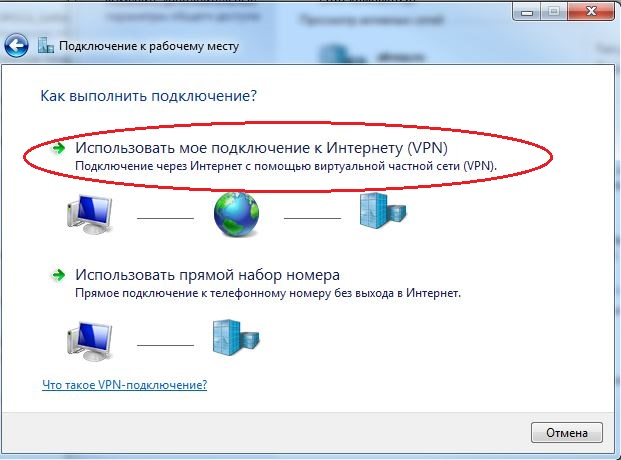 Подключение к рабочему месту
Как выполнить подключение?
Использовать мое подключение к Интернету (VPN)
Подключение через Интернет с помощью виртуальной частной сети (VPN).
Использовать прямой набор номера
Прямое подключение к телефонному номеру без выхода в Интернет.
Что такое VPN-подключение?
Отмена